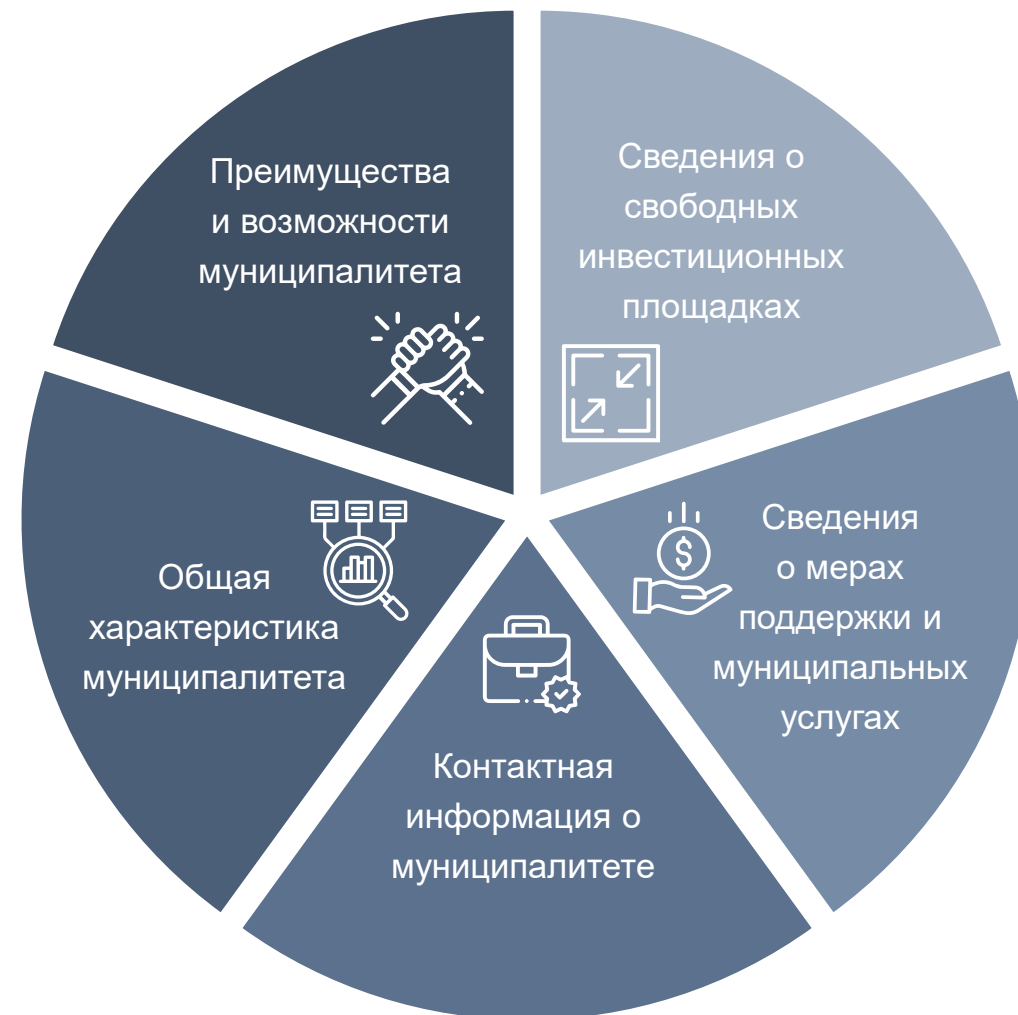 Преимущества
и возможности
муниципалитета
Сведения о
свободных
инвестиционных
площадках
Сведения
о мерах
поддержки и
муниципальных
услугах
Контактная
информация о
муниципалитете
Общая
характеристика
муниципалитета